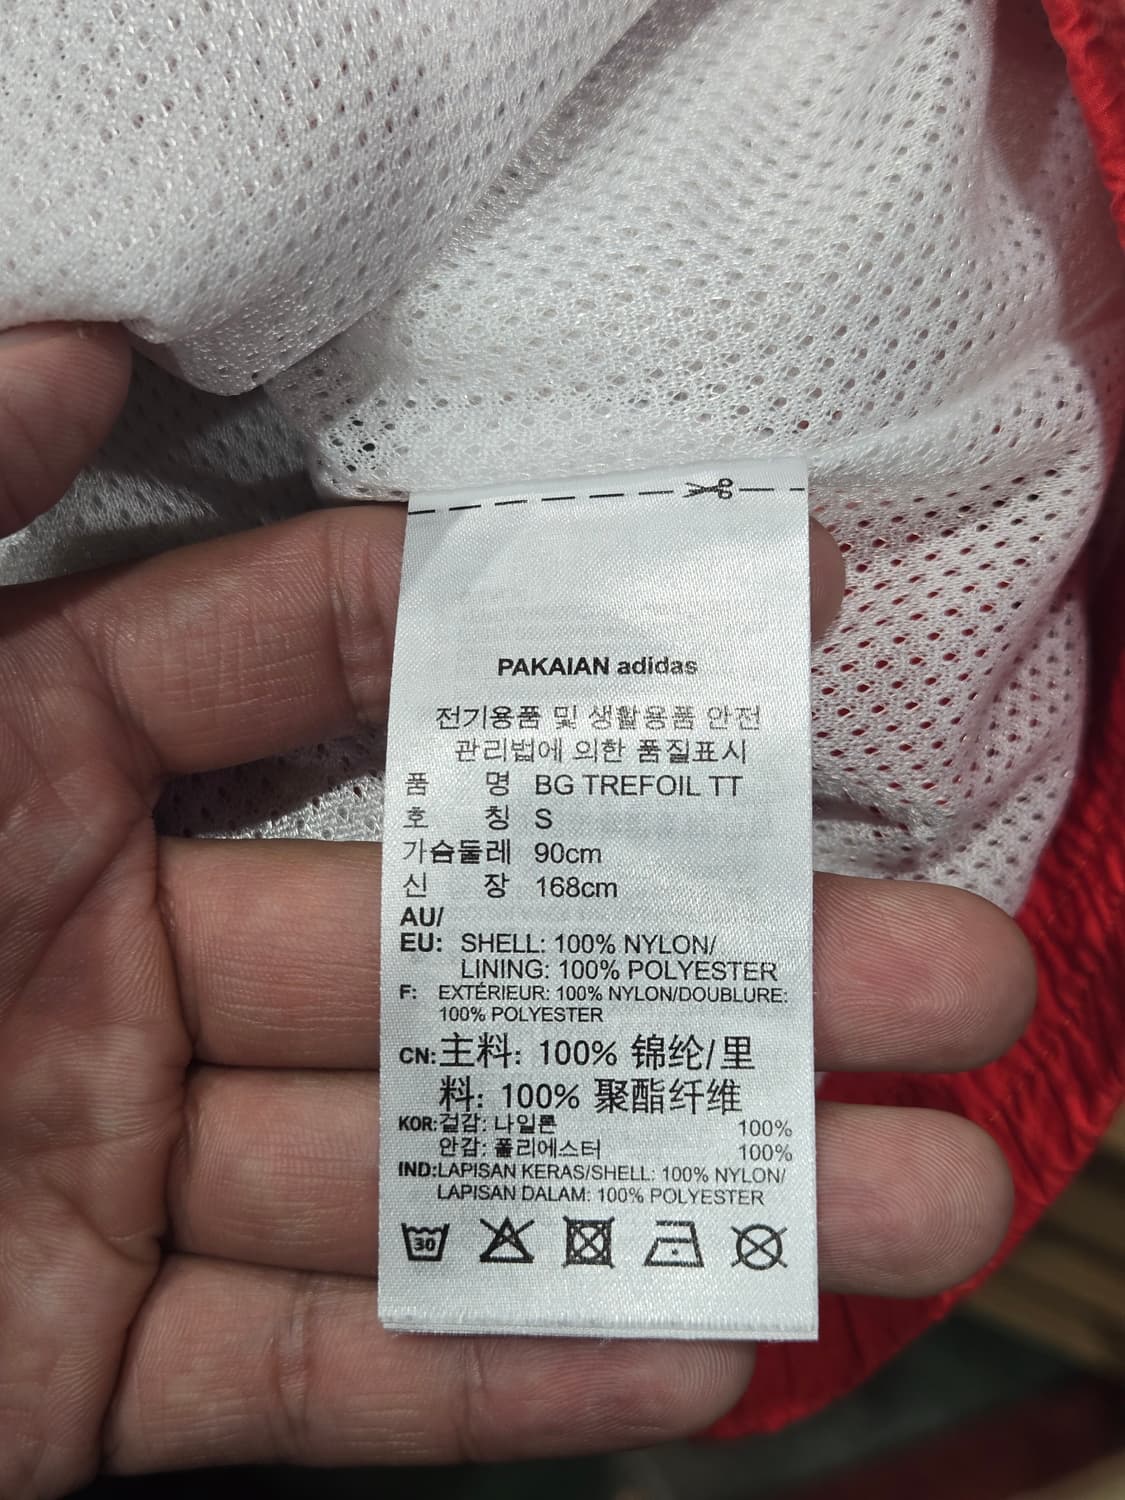 PAKAIAN adidas
전기용품 및 생활용품 안전
관리법에 의한 품질표시
품 명 BG TREFOIL TT
호 칭 S
가슴둘레 90cm
신 장 168cm
AU/
EU: SHELL: 100% NYLON/
LINING: 100% POLYESTER
F: EXTÉRIEUR: 100% NYLON/DOUBLURE:
100% POLYESTER
CN:主料: 100% 锦纶/里
料: 100% 聚酯纤维
KOR:겉감: 나일론 100%
안감: 폴리에스터 100%
IND:LAPISAN KERAS/SHELL: 100% NYLON/
LAPISAN DALAM: 100% POLYESTER
30